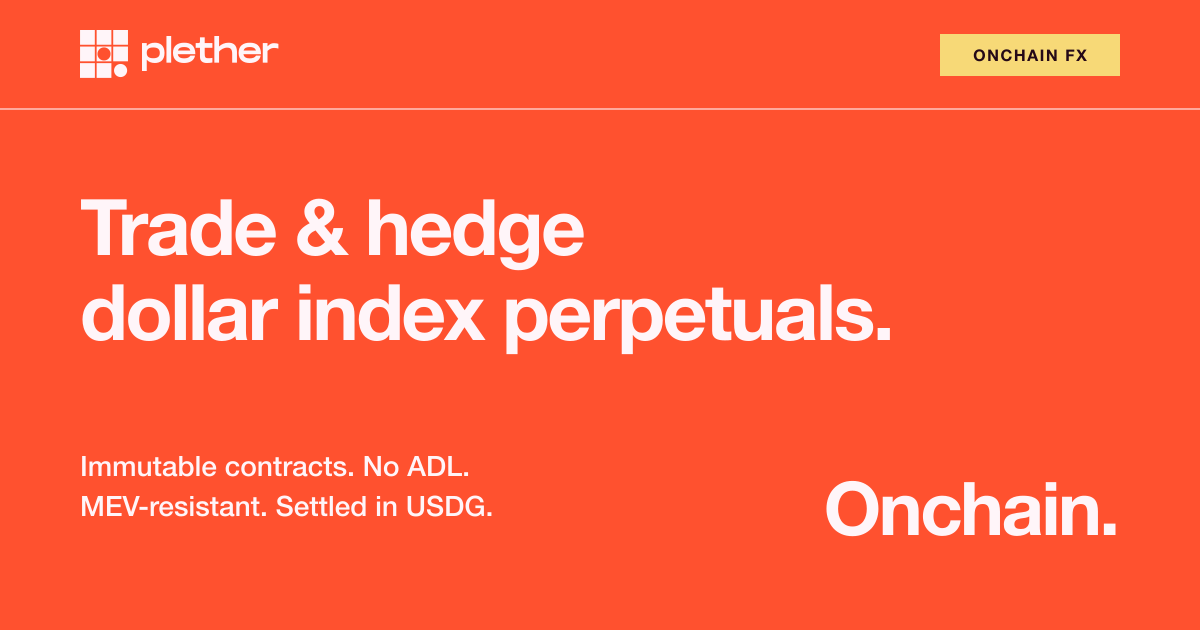 plether
ONCHAIN FX
Trade & hedge
dollar index perpetuals.
Immutable contracts. No ADL.
MEV-resistant. Settled in USDG.
Onchain.